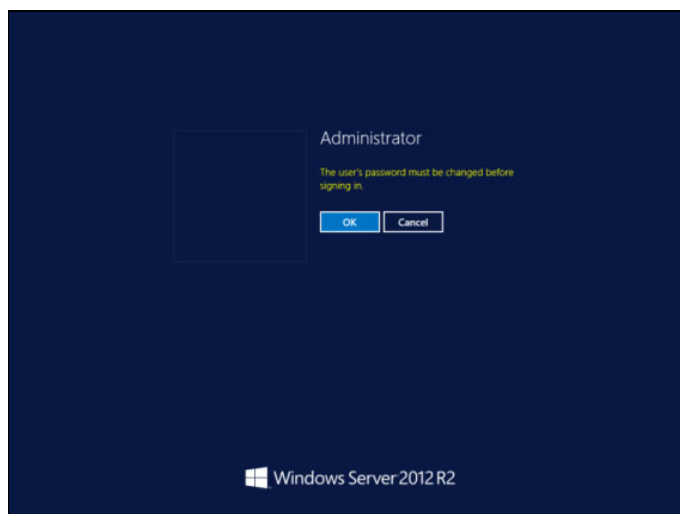 Administrator
The user's password must be changed before
signing in.
OK Cancel
Windows Server 2012 R2